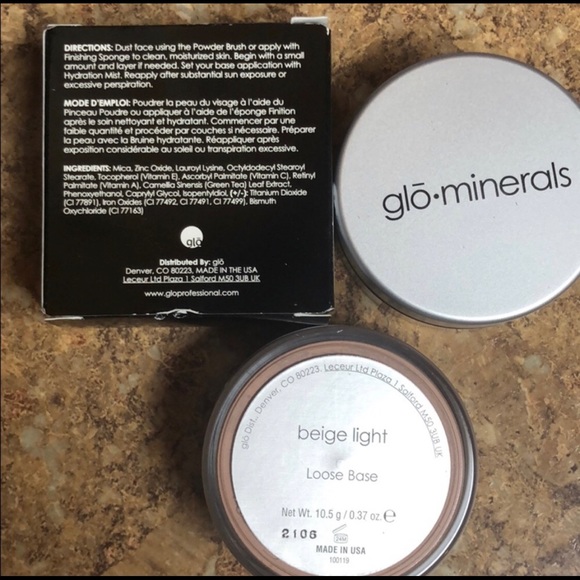 DIRECTIONS: Dust face using the Powder Brush or apply with
Finishing Sponge to clean, moisturized skin. Begin with a small
amount and layer if needed. Set your base application with
Hydration Mist. Reapply after substantial sun exposure or
excessive perspiration.
MODE D'EMPLOI: Poudrer la peau du visage à l'aide du
Pinceau Poudre ou appliquer à l'aide de l'éponge Finition
après le soin nettoyant et hydratant. Commencer par une
faible quantité et procéder par couches si nécessaire. Préparer
la peau avec la Bruine hydratante. Réappliquer après
exposition considérable au soleil ou transpiration excessive.
INGREDIENTS: Mica, Zinc Oxide, Lauroyl Lysine, Octyldodecyl Stearoyl
Stearate, Tocopherol (Vitamin E), Ascorbyl Palmitate (Vitamin C), Retinyl
Palmitate (Vitamin A), Camellia Sinensis (Green Tea) Leaf Extract,
Phenoxyethanol, Caprylyl Glycol, Isopentyldiol, (+/-): Titanium Dioxide
(CI 77891), Iron Oxides (CI 77492, CI 77491, CI 77499), Bismuth
Oxychloride (CI 77163)
glō
Distributed By: glō
Denver, CO 80223, MADE IN THE USA
Leceur Ltd Plaza 1 Salford M50 3UB UK
www.gloprofessional.com
glō•minerals
glō Dist., Denver, CO 80223, Leceur Ltd Plaza 1 Salford M50 3UB UK
beige light
Loose Base
Net Wt. 10.5 g / 0.37 oz. e
2106
24M
MADE IN USA
100119